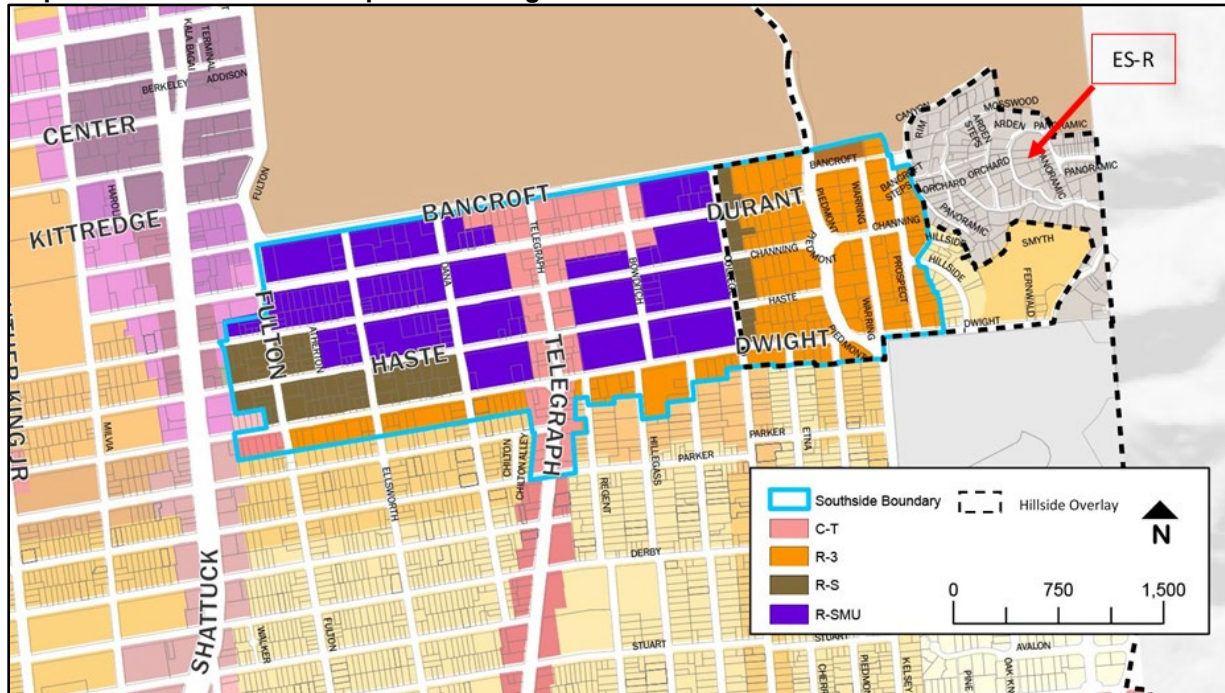 KALA BAGAI
TERMINAL
BERKELEY
ADDISON
ES-R
CENTER
CANYON
RIM
MOSSWOOD
ARDEN
STEPS
ARDEN
PANORAMIC
PANORAMIC
PANORAMIC
ORCHARD
ORCHARD
PANORAMIC
FULTON
KITTREDGE
BANCROFT
TELEGRAPH
DURANT
BANCROFT
BANCROFT
STEPS
PIEDMONT
WARRING
CHANNING
CHANNING
PIEDMONT
HILLSIDE
HILLSIDE
SMYTH
FERNWALD
PROSPECT
DANA
BOWDITCH
COLLEGE
HASTE
WARRING
PIEDMONT
DWIGHT
DWIGHT
FULTON
ATHERTON
HASTE
TELEGRAPH
MILVIA
SHATTUCK
ELLSWORTH
CHILTON
CHILTON ALLEY
REGENT
HILLEGASS
PARKER
PARKER
ETNA
DERBY
WALKER
FULTON
STUART
STUART
AVALON
PIEDMONT
KELSEY
PINE
OAK KN
Southside Boundary
Hillside Overlay
C-T
R-3
R-S
R-SMU
N
0 750 1,500